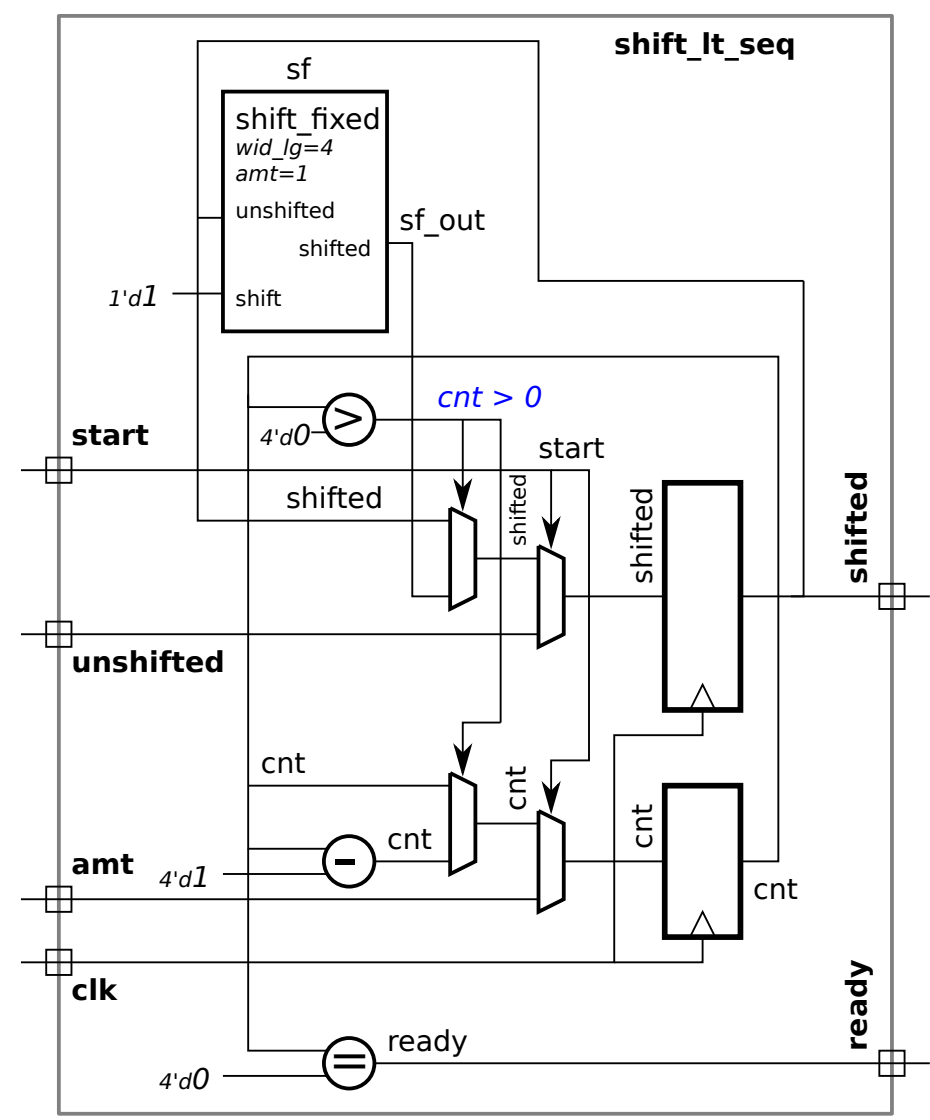 shift_lt_seq
sf
shift_fixed
wid_lg=4
amt=1
unshifted
sf_out
shifted
1'd1
shift
cnt > 0
>
4'd0
start
start
shifted
shifted
shifted
shifted
unshifted
cnt
cnt
cnt
cnt
-
amt
4'd1
cnt
clk
ready
ready
=
4'd0